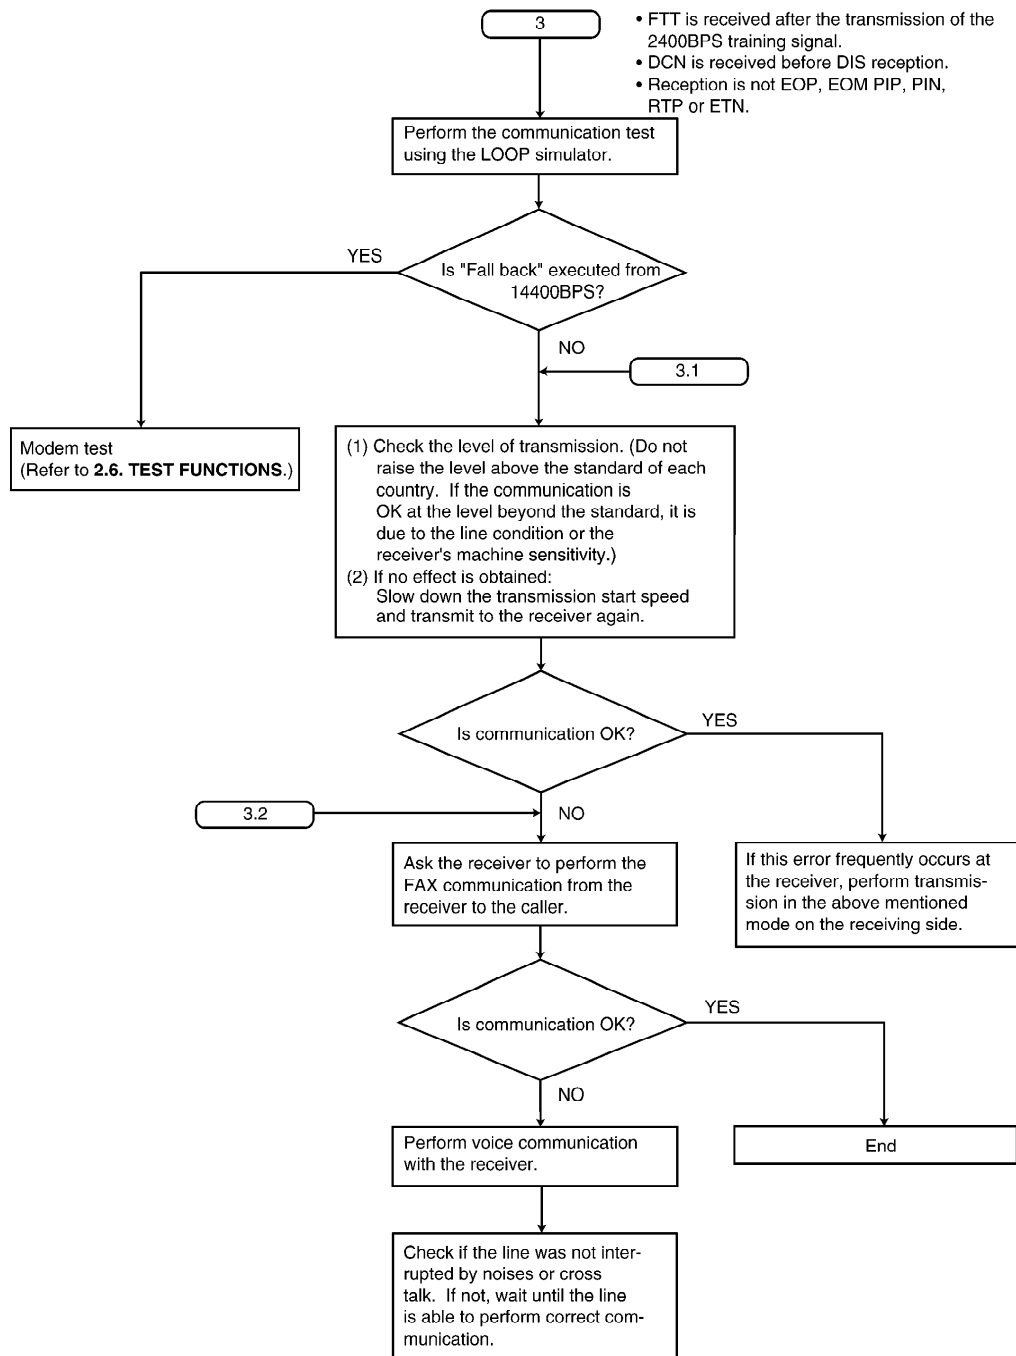 3
• FTT is received after the transmission of the
2400BPS training signal.
• DCN is received before DIS reception.
• Reception is not EOP, EOM PIP, PIN,
RTP or ETN.
Perform the communication test
using the LOOP simulator.
YES
Is "Fall back" executed from
14400BPS?
NO
3.1
Modem test
(Refer to 2.6. TEST FUNCTIONS.)
(1) Check the level of transmission. (Do not
raise the level above the standard of each
country. If the communication is
OK at the level beyond the standard, it is
due to the line condition or the
receiver's machine sensitivity.)
(2) If no effect is obtained:
Slow down the transmission start speed
and transmit to the receiver again.
Is communication OK?
YES
3.2
NO
Ask the receiver to perform the
FAX communication from the
receiver to the caller.
If this error frequently occurs at
the receiver, perform transmis-
sion in the above mentioned
mode on the receiving side.
Is communication OK?
YES
NO
Perform voice communication
with the receiver.
End
Check if the line was not inter-
rupted by noises or cross
talk. If not, wait until the line
is able to perform correct com-
munication.